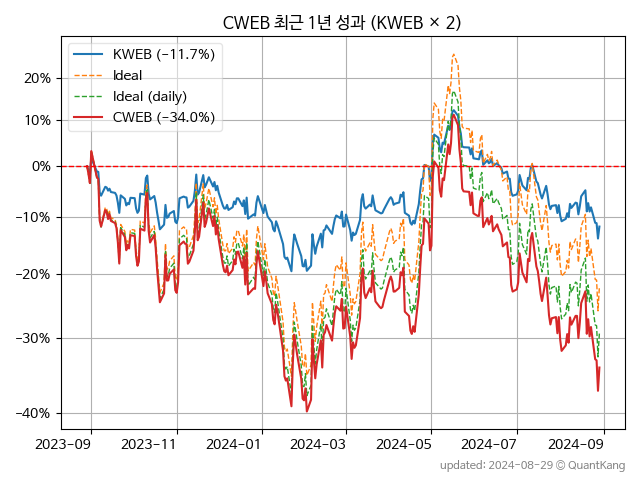 CWEB 최근 1년 성과 (KWEB × 2)
KWEB (−11.7%)
Ideal
Ideal (daily)
CWEB (−34.0%)
20%
10%
0%
−10%
−20%
−30%
−40%
2023-09 2023-11 2024-01 2024-03 2024-05 2024-07 2024-09
updated: 2024-08-29 © QuantKang